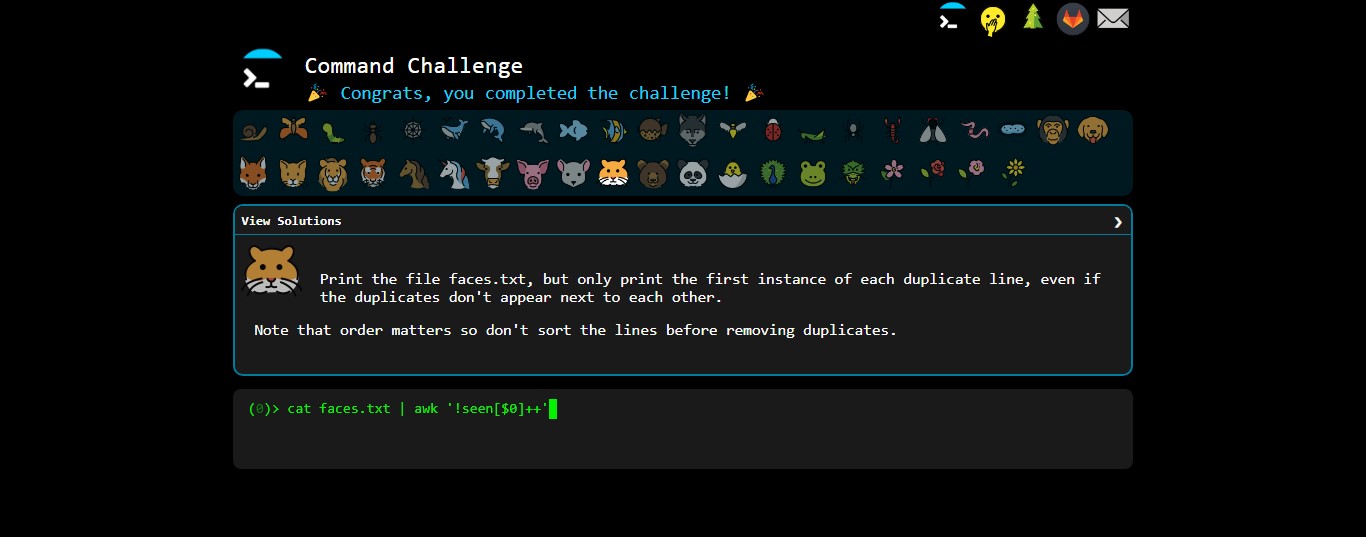 Command Challenge
🎉 Congrats, you completed the challenge! 🎉
View Solutions
Print the file faces.txt, but only print the first instance of each duplicate line, even if
the duplicates don't appear next to each other.
Note that order matters so don't sort the lines before removing duplicates.
(0)> cat faces.txt | awk '!seen[$0]++'